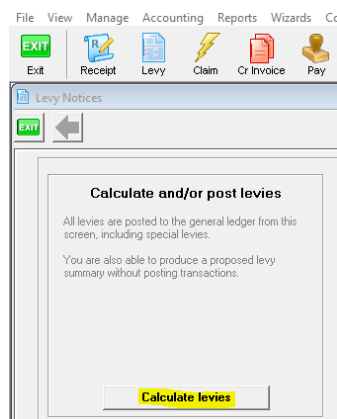 File View Manage Accounting Reports Wizards
EXIT
Exit Receipt Levy Claim Cr Invoice Pay
Levy Notices
EXIT
Calculate and/or post levies
All levies are posted to the general ledger from this
screen, including special levies.
You are also able to produce a proposed levy
summary without posting transactions.
Calculate levies